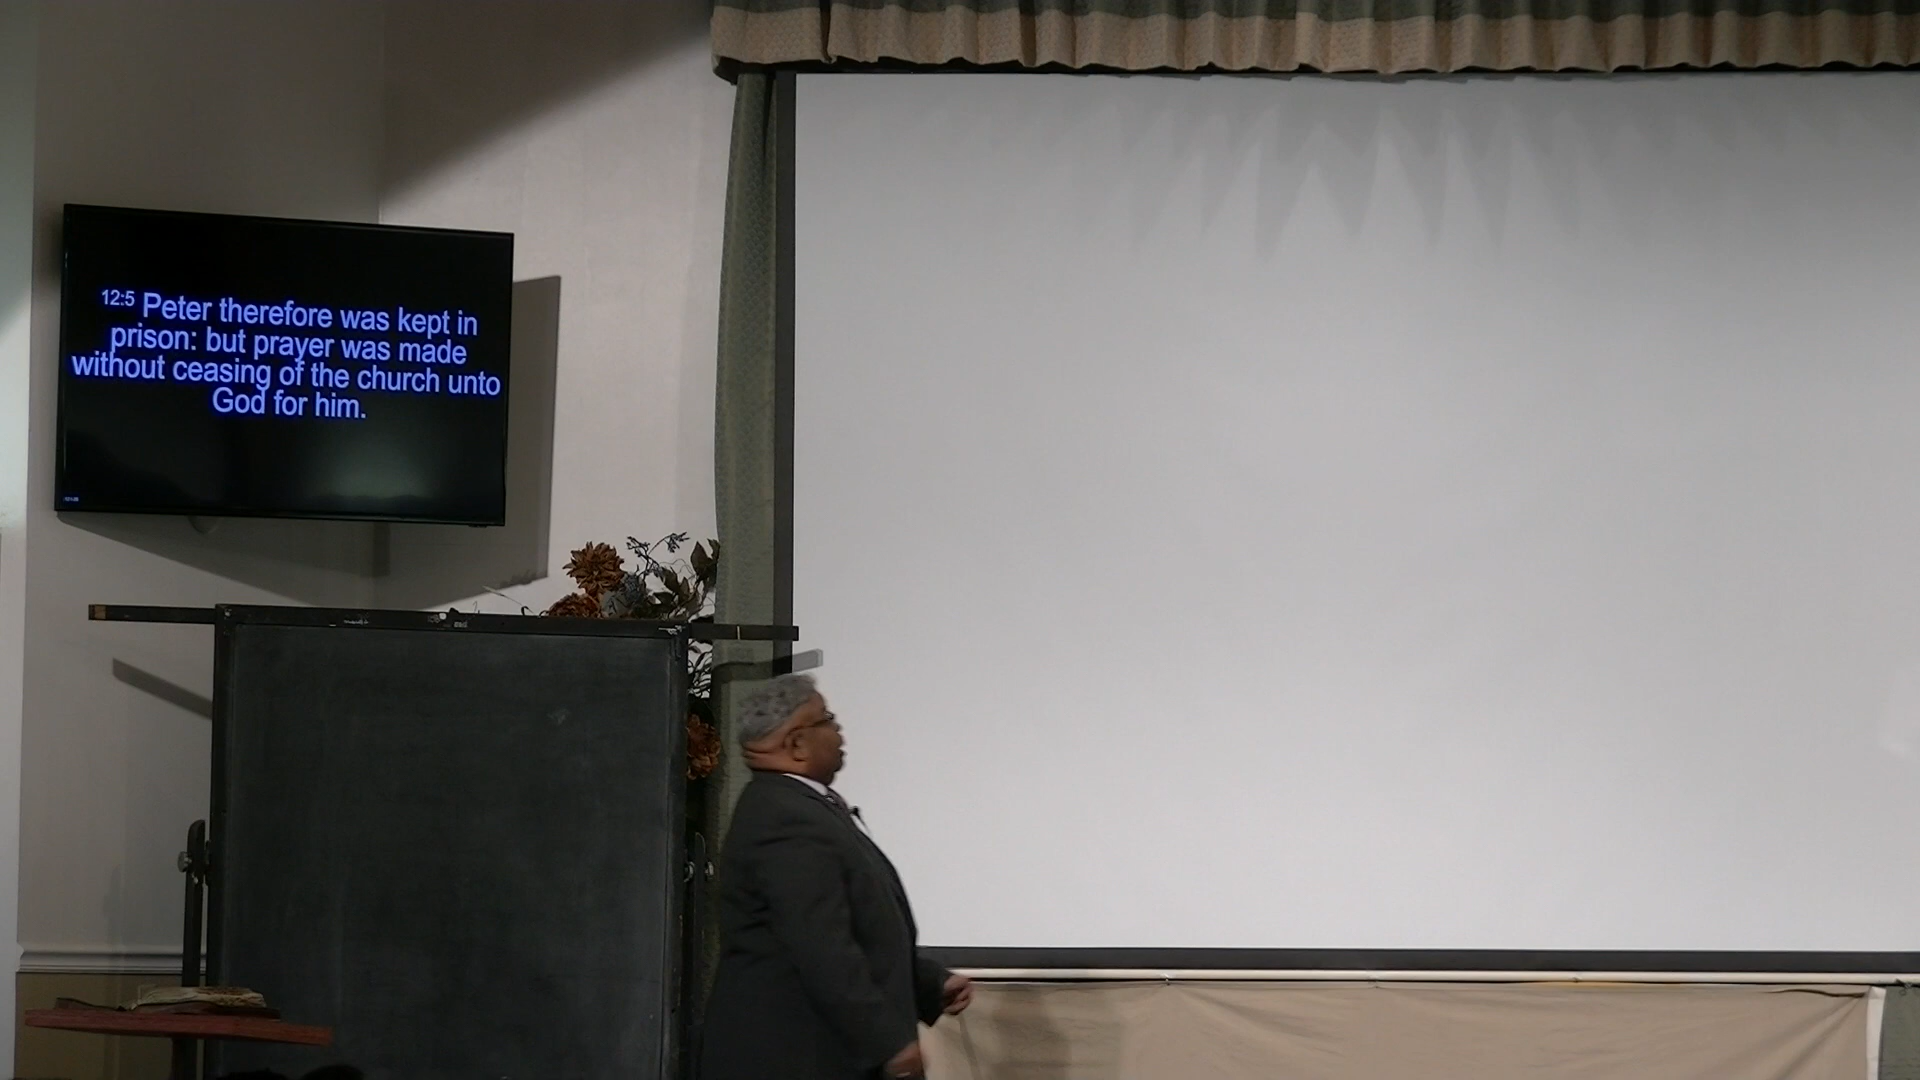 12:5 Peter therefore was kept in
prison: but prayer was made
without ceasing of the church unto
God for him.